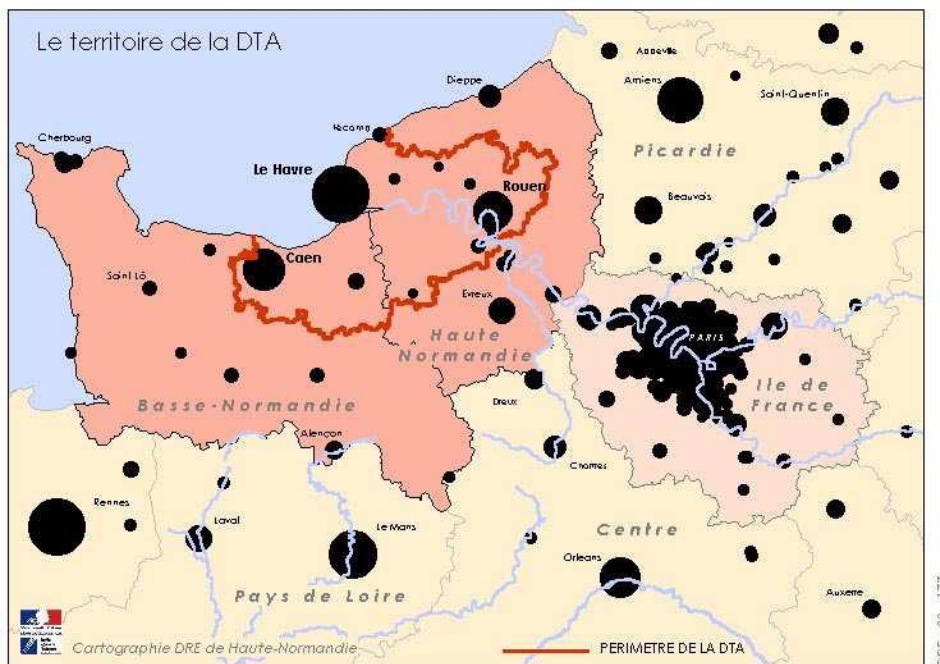 Le territoire de la DTA
Abbeville
Dieppe
Amiens
Saint-Quentin
Fécamp
Cherbourg
Picardie
Le Havre
Rouen
Beauvais
Caen
Saint Lô
Evreux
Haute
Normandie
PARIS
Ile de
France
Basse-Normandie
Dreux
Alençon
Chartres
Rennes
Laval
Le Mans
Centre
Orleans
Pays de Loire
Auxerre
Cartographie DRE de Haute-Normandie
PERIMETRE DE LA DTA